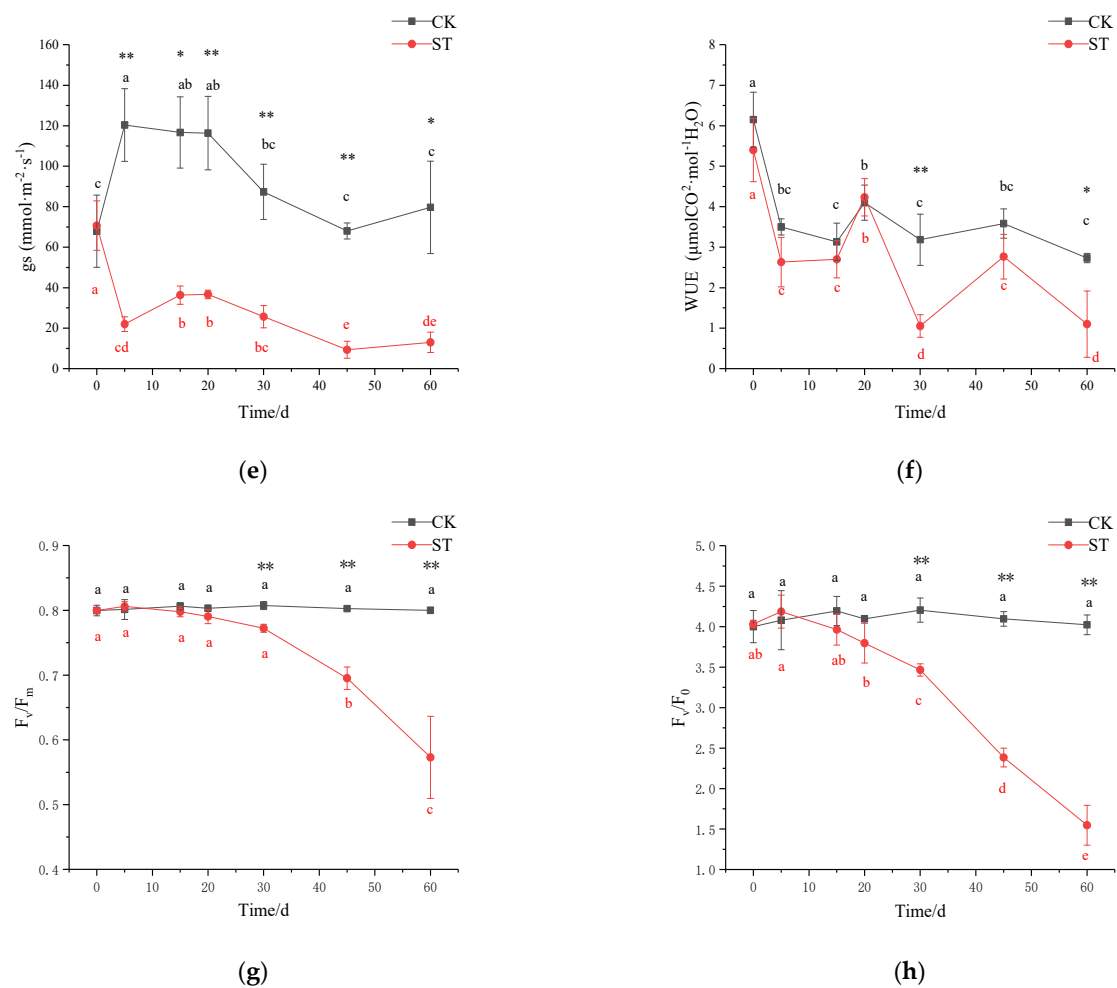 CK
ST
160
140
120
100
80
60
40
20
0
gs (mmol·m⁻²·s⁻¹)
** * ** ** ** *
a ab ab bc c c c
a cd b b bc e de
0 10 20 30 40 50 60
Time/d
(e)
CK
ST
8
7
6
5
4
3
2
1
0
WUE (μmolCO²·mol⁻¹H₂O)
** *
a bc c b c bc c
a c c b d c d
0 10 20 30 40 50 60
Time/d
(f)
CK
ST
0.9
0.8
0.7
0.6
0.5
0.4
Fᵥ/Fₘ
** ** **
a a a a a a a
a a a a a b c
0 10 20 30 40 50 60
Time/d
(g)
CK
ST
5.0
4.5
4.0
3.5
3.0
2.5
2.0
1.5
1.0
Fᵥ/F₀
** ** **
a a a a a a a
ab a ab b c d e
0 10 20 30 40 50 60
Time/d
(h)